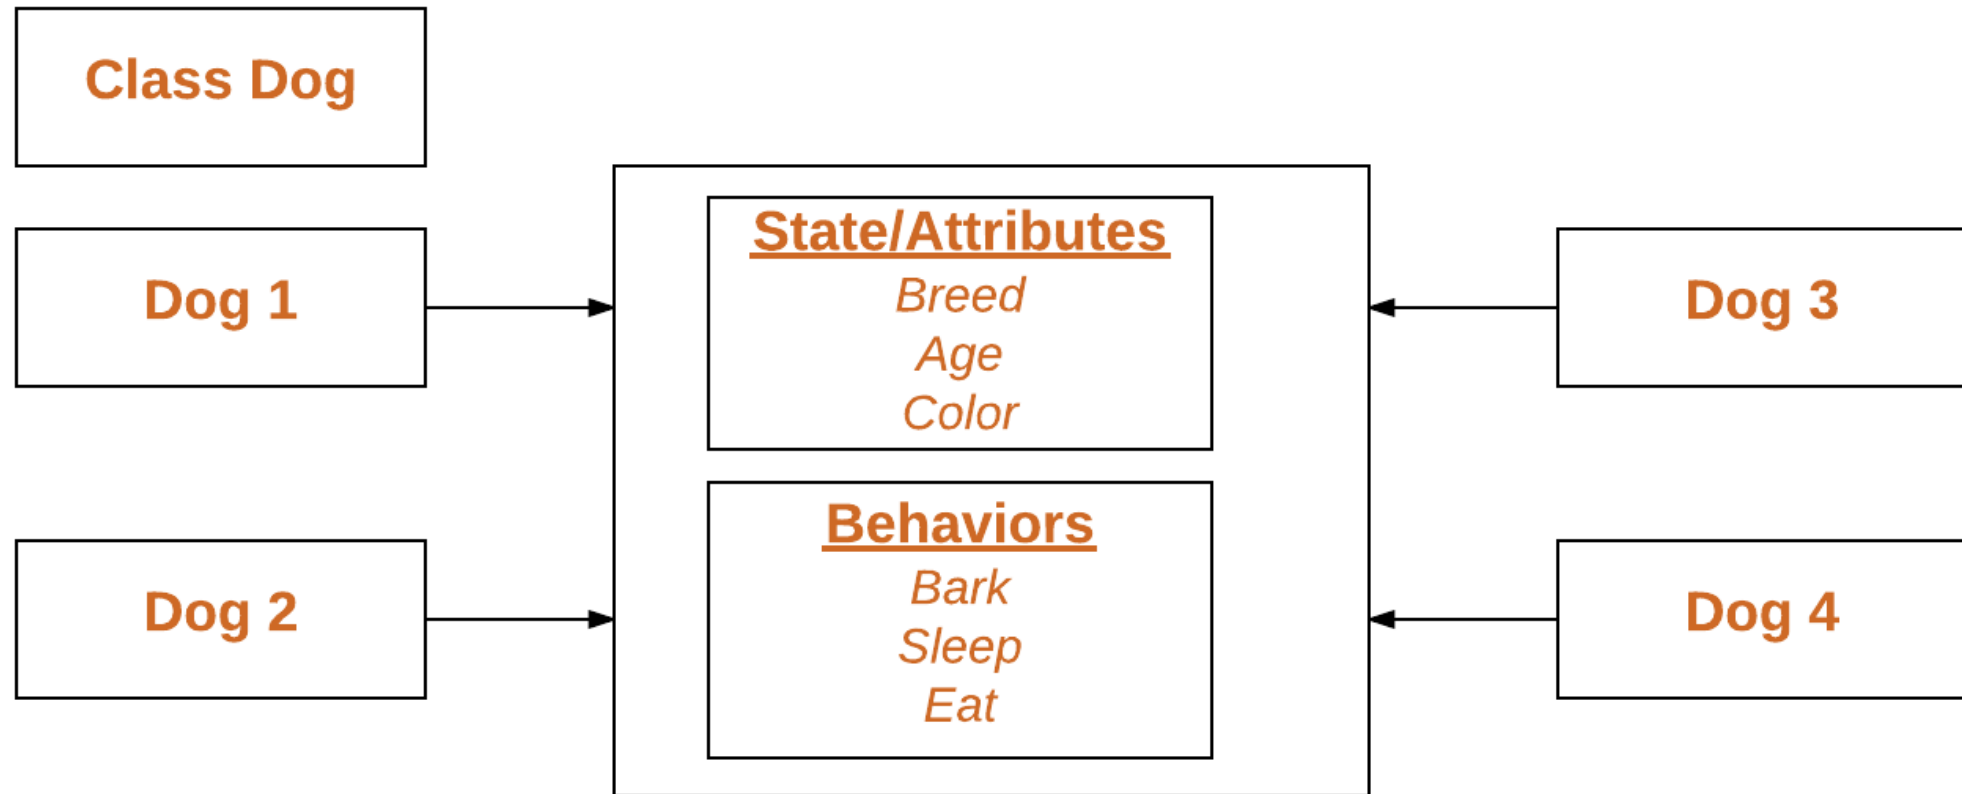 Class Dog
Dog 1
Dog 2
State/Attributes
Breed
Age
Color
Behaviors
Bark
Sleep
Eat
Dog 3
Dog 4